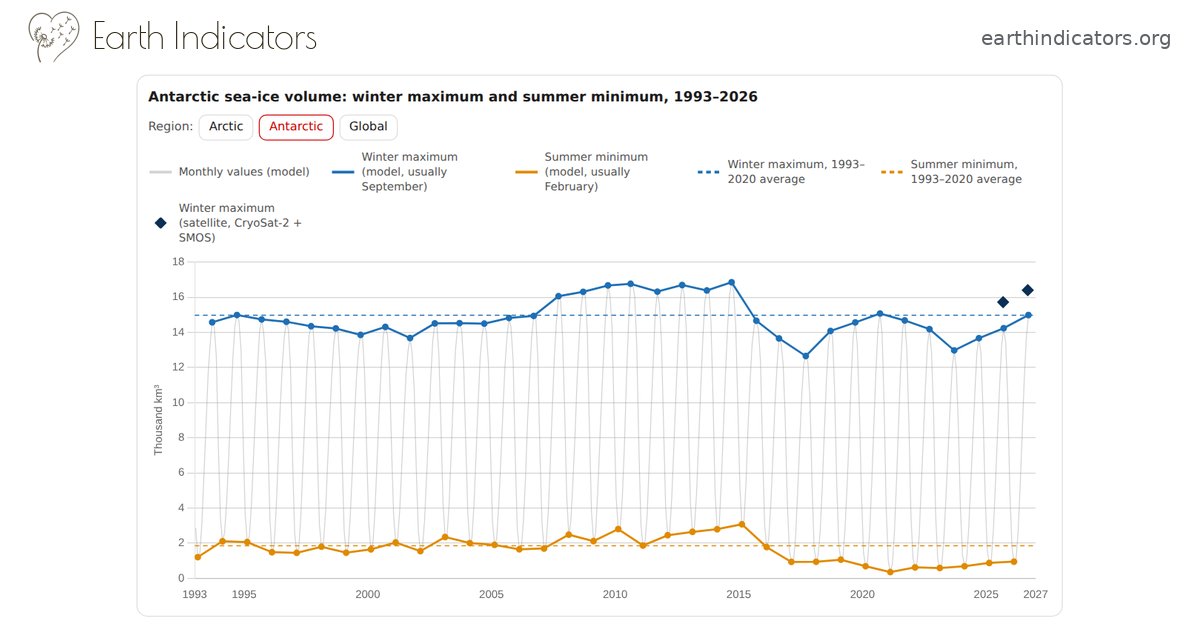 Earth Indicators
earthindicators.org
Antarctic sea-ice volume: winter maximum and summer minimum, 1993–2026
Region: Arctic Antarctic Global
Monthly values (model)
Winter maximum
(model, usually
September)
Summer minimum
(model, usually
February)
Winter maximum, 1993–
2020 average
Summer minimum,
1993–2020 average
Winter maximum
(satellite, CryoSat-2 +
SMOS)
Thousand km³
18
16
14
12
10
8
6
4
2
0
1993 1995 2000 2005 2010 2015 2020 2025 2027